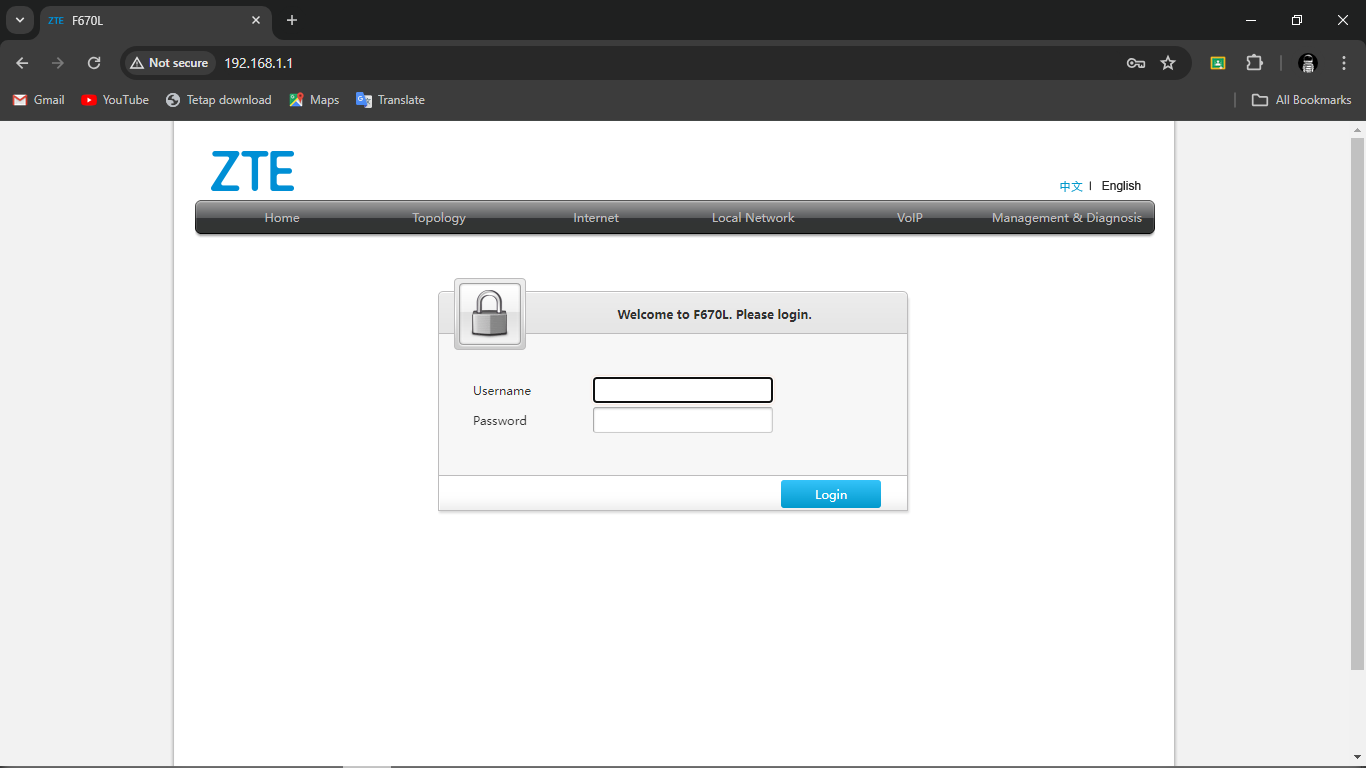 ZTE F670L
Not secure 192.168.1.1
Gmail YouTube Tetap download Maps Translate All Bookmarks
ZTE
中文 | English
Home Topology Internet Local Network VoIP Management & Diagnosis
Welcome to F670L. Please login.
Username
Password
Login